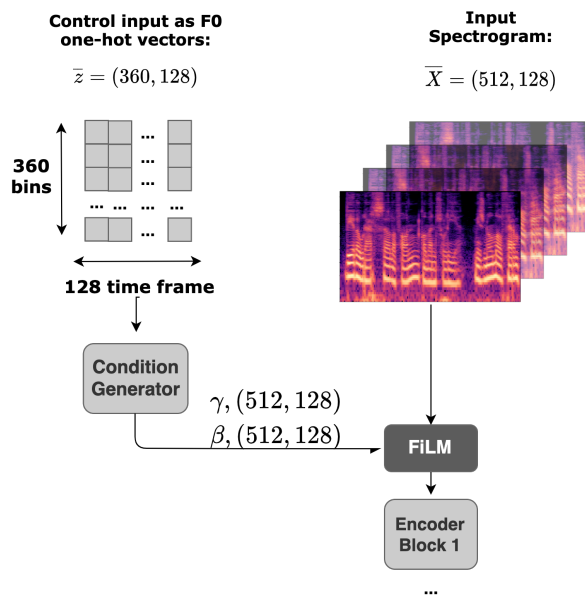 Control input as F0
one-hot vectors:
z̅ = (360, 128)
Input
Spectrogram:
X̅ = (512, 128)
360
bins
...
...
...
... ... ...
...
128 time frame
Condition
Generator
γ, (512, 128)
β, (512, 128)
FiLM
Encoder
Block 1
...